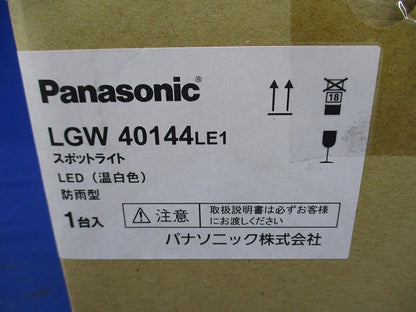 Panasonic®
LGW 40144LE1
スポットライト
LED（温白色）
防雨型
1台入
18
⚠注意
取扱説明書は必ずお客様
にお渡しください
パナソニック株式会社